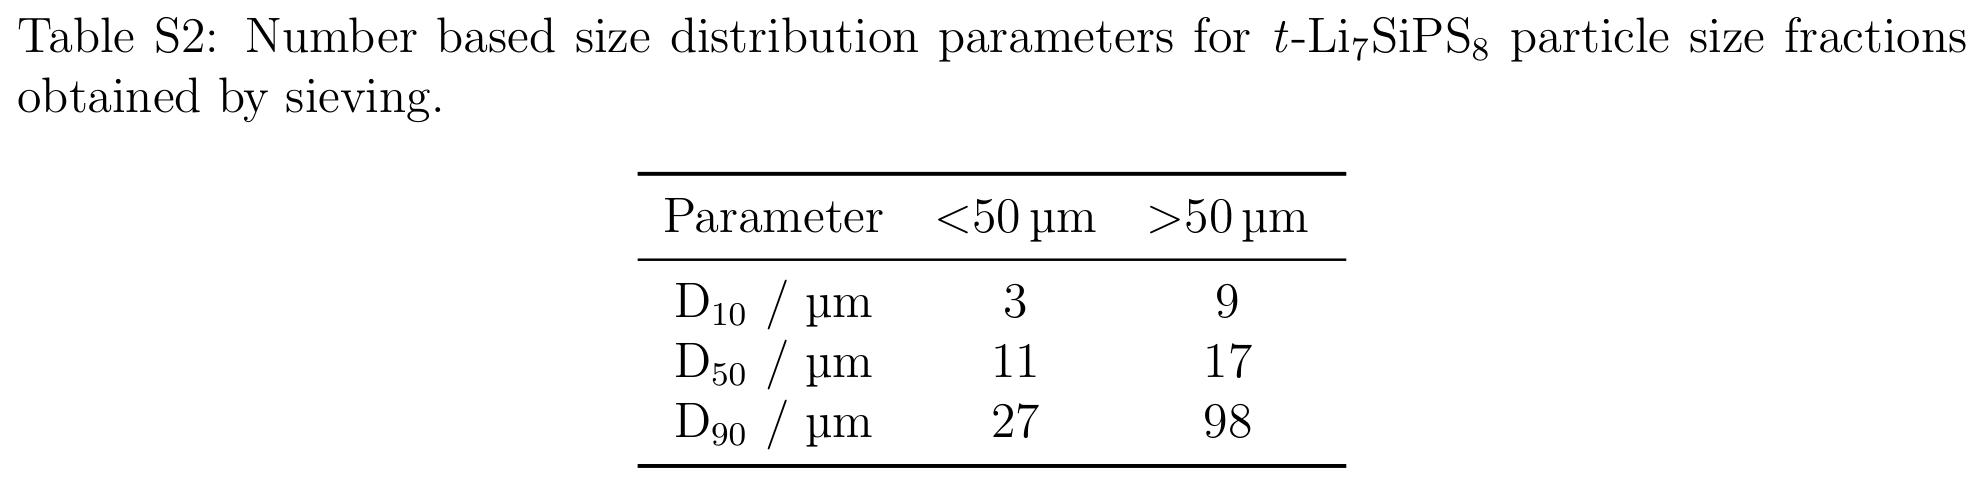 Table S2: Number based size distribution parameters for t-Li₇SiPS₈ particle size fractions
obtained by sieving.
Parameter <50 µm >50 µm
D₁₀ / µm 3 9
D₅₀ / µm 11 17
D₉₀ / µm 27 98